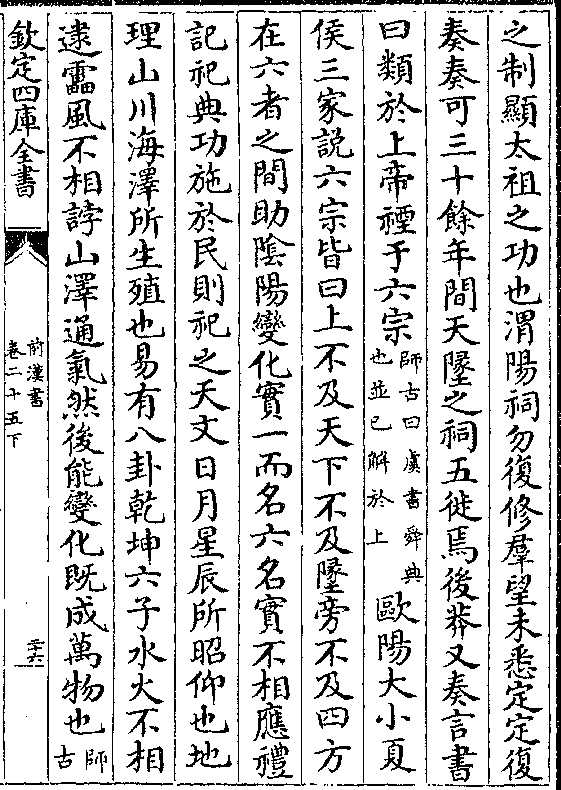 之制顯太祖之功也渭陽祠勿復修羣望未悉定定復
奏奏可三十餘年間天墬之祠五徙焉後莽又奏言書
曰類於上帝禋于六宗師古曰虞書舜典也並已解於上歐陽大小夏
侯三家説六宗皆曰上不及天下不及墬旁不及四方
在六者之間助隂陽變化實一而名六名實不相應禮
記祀典功施於民則祀之天文日月星辰所昭仰也地
理山川海澤所生殖也易有八卦乾坤六子水火不相
逮靁風不相誖山澤通氣然後能變化既成萬物也師古
欽定四庫全書
前漢書
卷二十五下
二十六